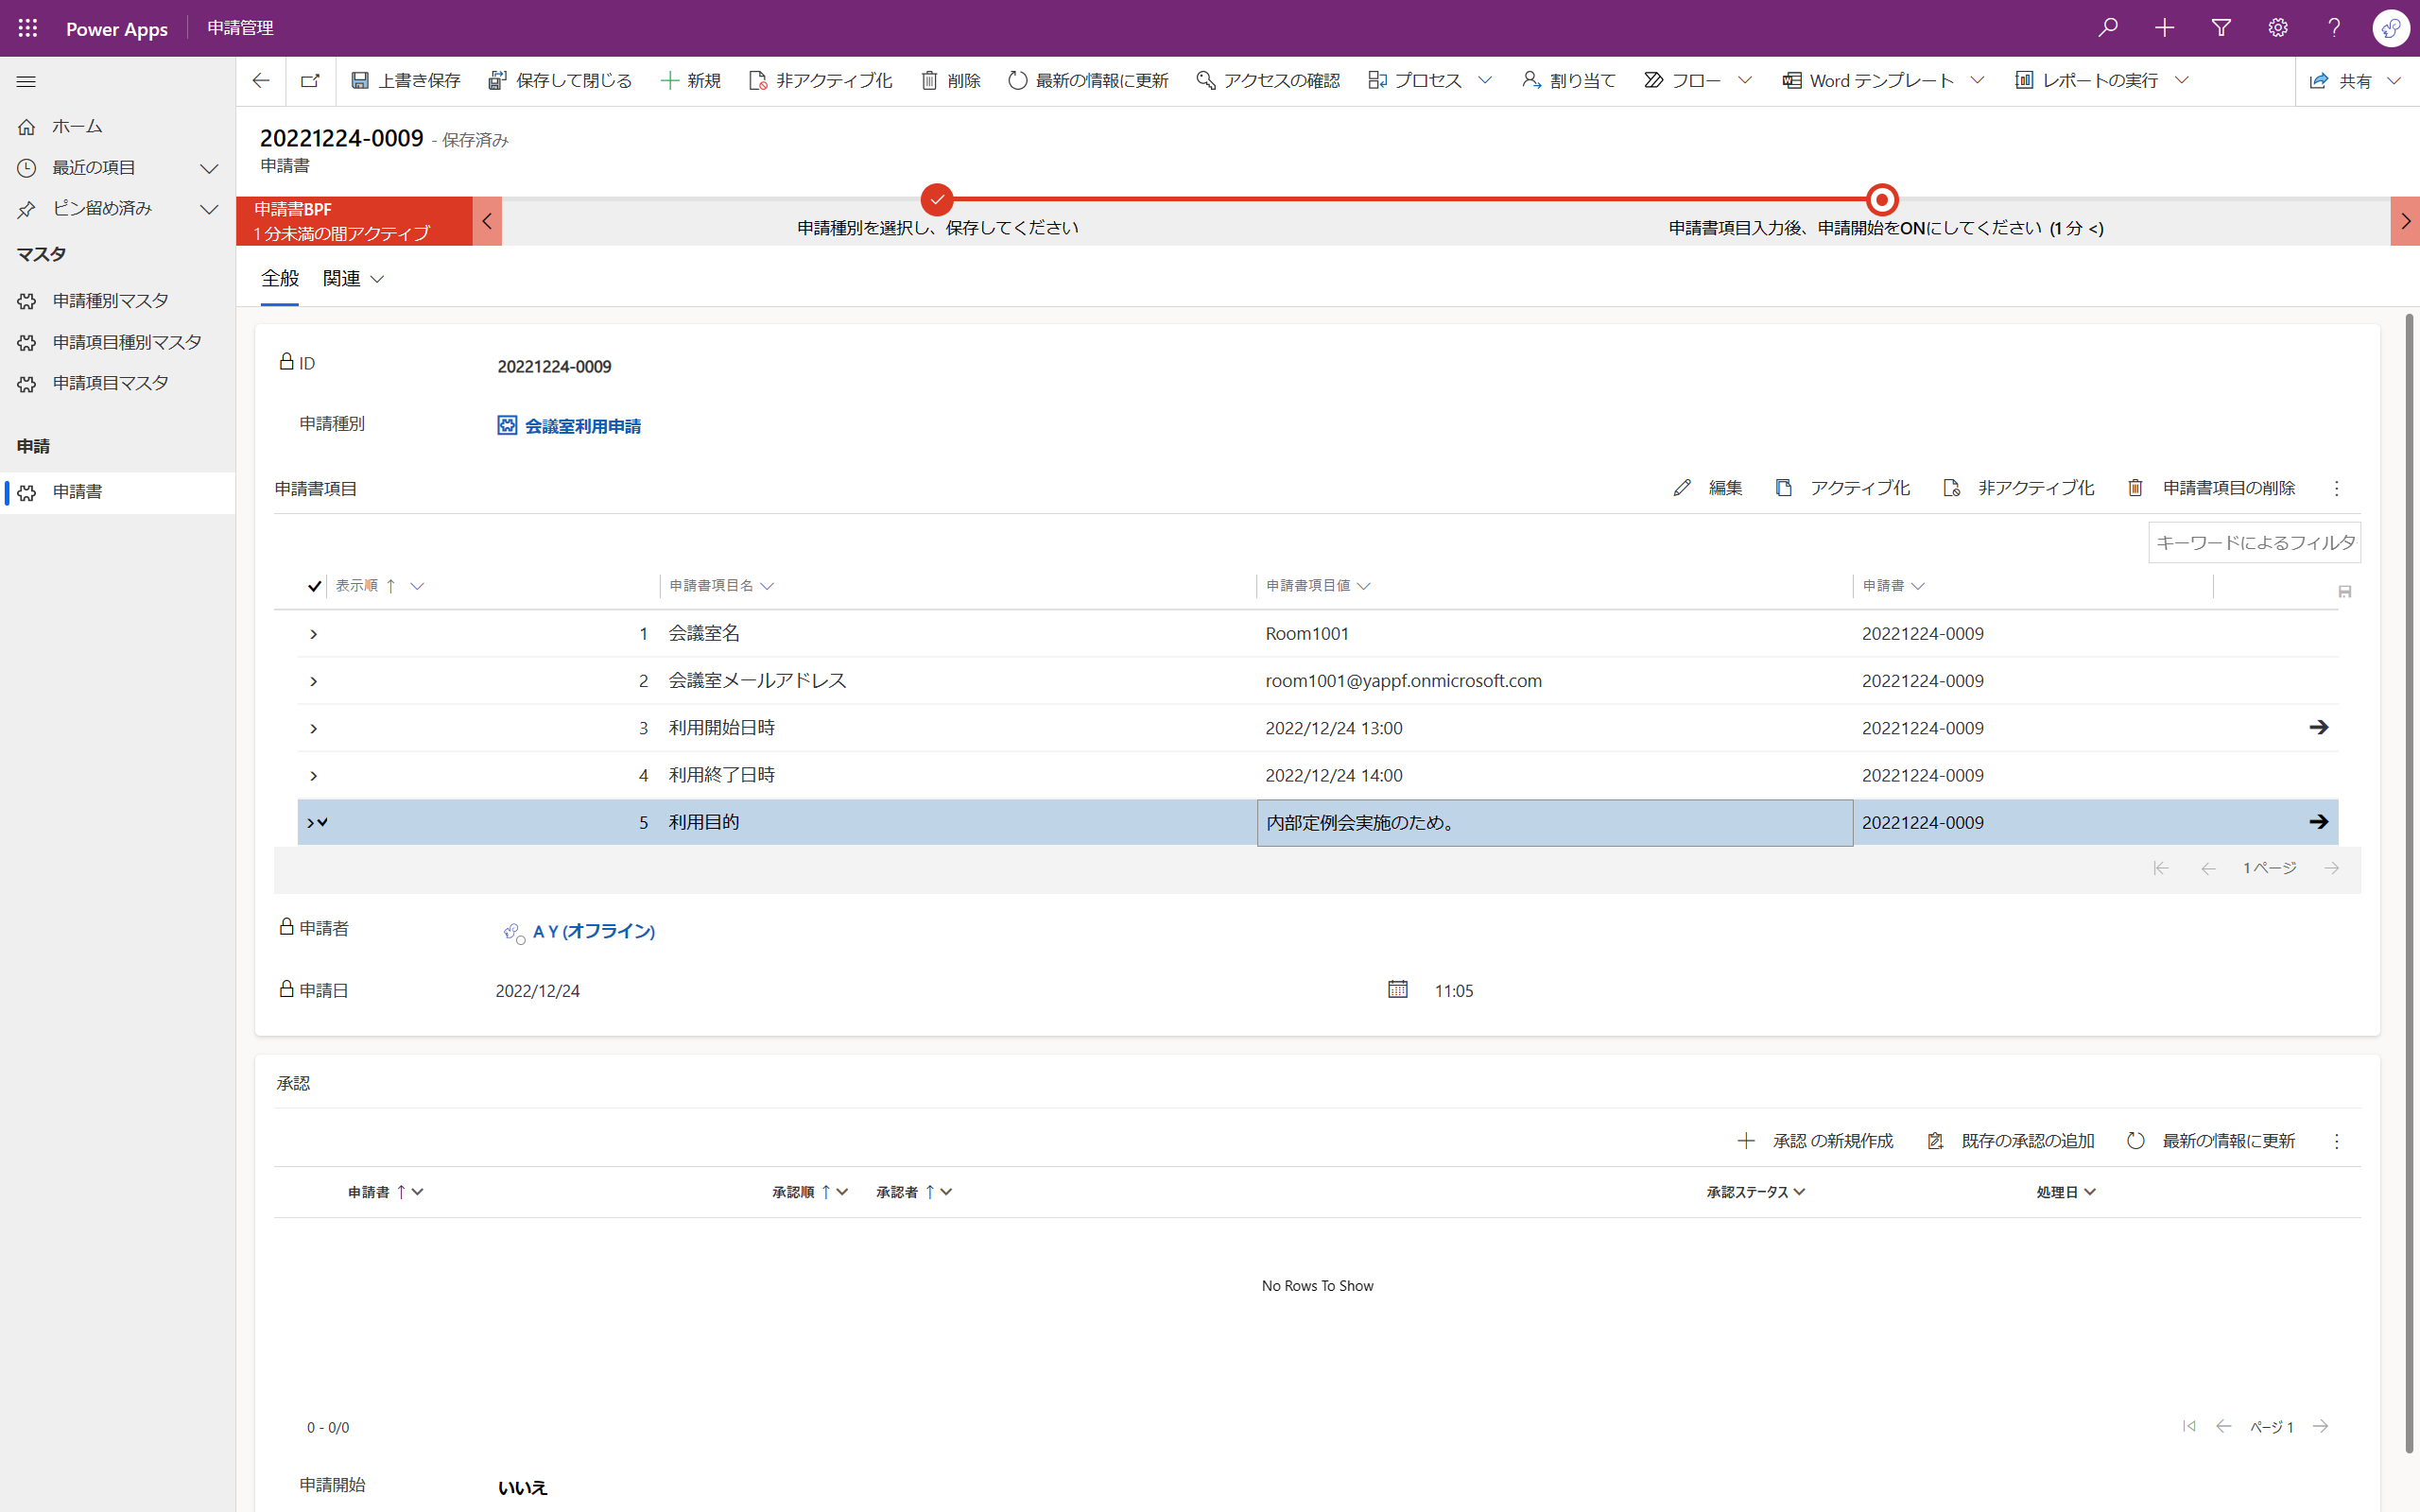 Power Apps 申請管理
上書き保存 保存して閉じる 新規 非アクティブ化 削除 最新の情報に更新 アクセスの確認 プロセス 割り当て フロー Word テンプレート レポートの実行 共有
ホーム
最近の項目
ピン留め済み
マスタ
申請種別マスタ
申請項目種別マスタ
申請項目マスタ
申請
申請書
20221224-0009 - 保存済み
申請書
申請書BPF
1 分未満の間アクティブ
申請種別を選択し、保存してください
申請書項目入力後、申請開始をONにしてください (1 分 <)
全般 関連
ID 20221224-0009
申請種別 会議室利用申請
申請書項目 編集 アクティブ化 非アクティブ化 申請書項目の削除
キーワードによるフィルタ
表示順 ↑ 申請書項目名 申請書項目値 申請書
1 会議室名 Room1001 20221224-0009
2 会議室メールアドレス room1001@yappf.onmicrosoft.com 20221224-0009
3 利用開始日時 2022/12/24 13:00 20221224-0009
4 利用終了日時 2022/12/24 14:00 20221224-0009
5 利用目的 内部定例会実施のため。 20221224-0009
1 ページ
申請者 A Y (オフライン)
申請日 2022/12/24 11:05
承認
承認 の新規作成 既存の承認の追加 最新の情報に更新
申請書 ↑ 承認順 ↑ 承認者 ↑ 承認ステータス 処理日
No Rows To Show
0 - 0/0 ページ 1
申請開始 いいえ